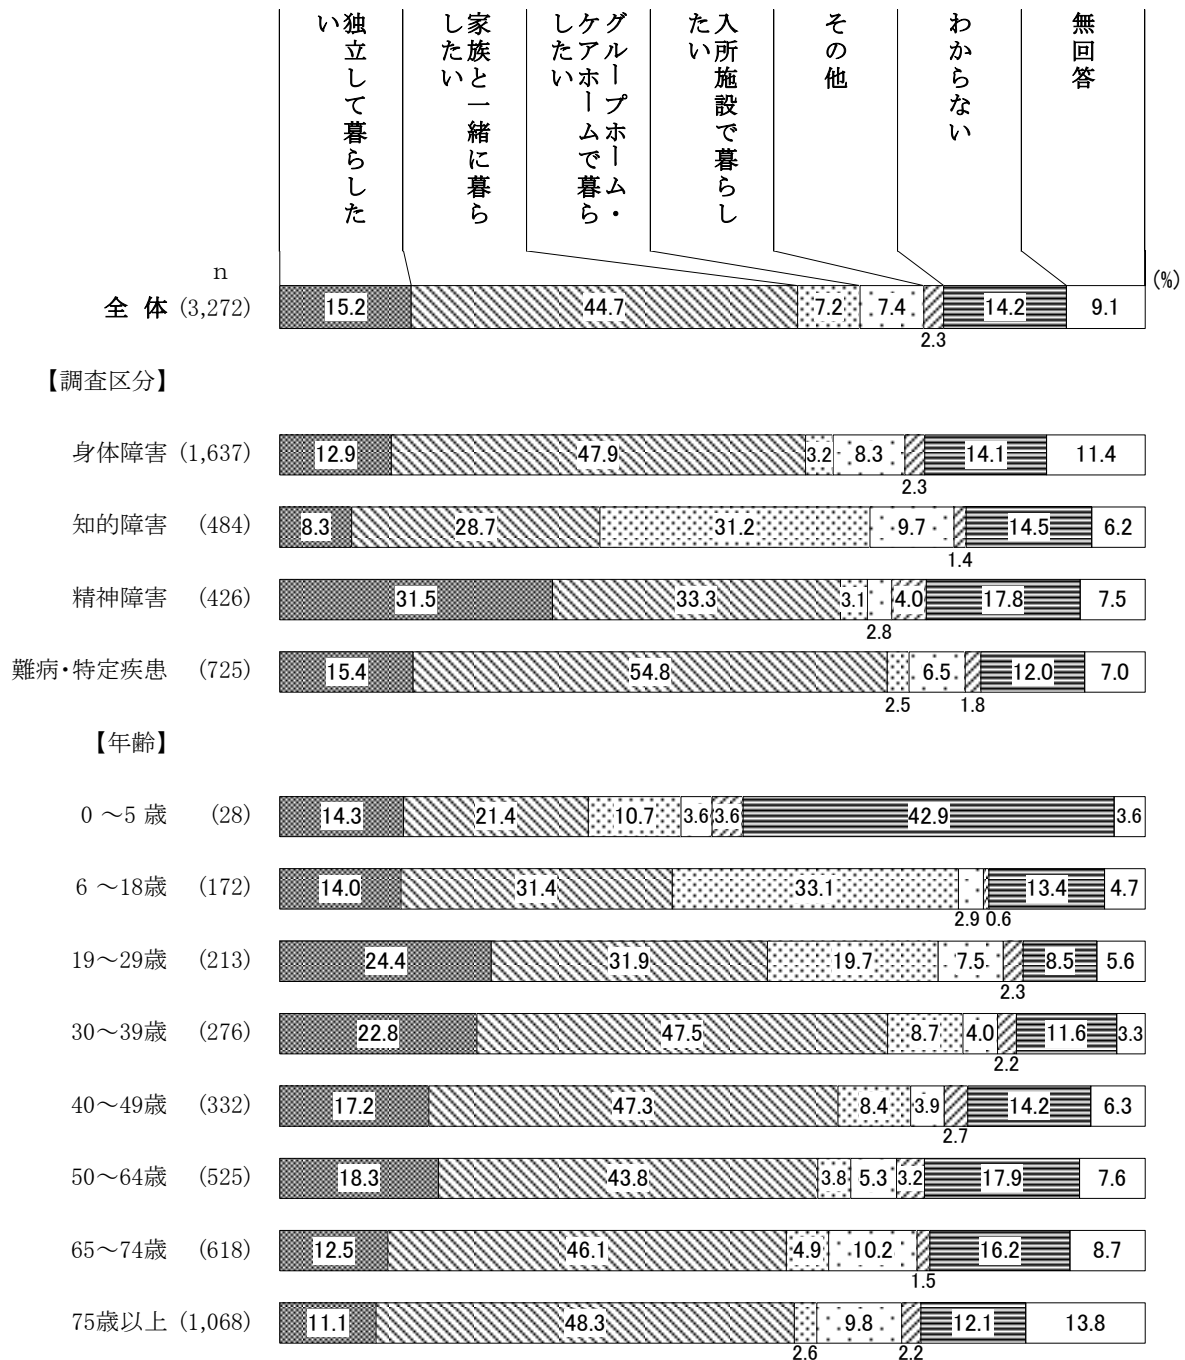 独立して暮らした
い
家族と一緒に暮ら
したい
グループホーム・
ケアホームで暮ら
したい
入所施設で暮らし
たい
その他
わからない
無回答
n
(%)
全 体 (3,272) 15.2 44.7 7.2 7.4 2.3 14.2 9.1
【調査区分】
身体障害 (1,637) 12.9 47.9 3.2 8.3 2.3 14.1 11.4
知的障害 (484) 8.3 28.7 31.2 9.7 1.4 14.5 6.2
精神障害 (426) 31.5 33.3 3.1 2.8 4.0 17.8 7.5
難病・特定疾患 (725) 15.4 54.8 2.5 6.5 1.8 12.0 7.0
【年齢】
0 ～5 歳 (28) 14.3 21.4 10.7 3.6 3.6 42.9 3.6
6 ～18歳 (172) 14.0 31.4 33.1 2.9 0.6 13.4 4.7
19～29歳 (213) 24.4 31.9 19.7 7.5 2.3 8.5 5.6
30～39歳 (276) 22.8 47.5 8.7 4.0 2.2 11.6 3.3
40～49歳 (332) 17.2 47.3 8.4 3.9 2.7 14.2 6.3
50～64歳 (525) 18.3 43.8 3.8 5.3 3.2 17.9 7.6
65～74歳 (618) 12.5 46.1 4.9 10.2 1.5 16.2 8.7
75歳以上 (1,068) 11.1 48.3 2.6 9.8 2.2 12.1 13.8